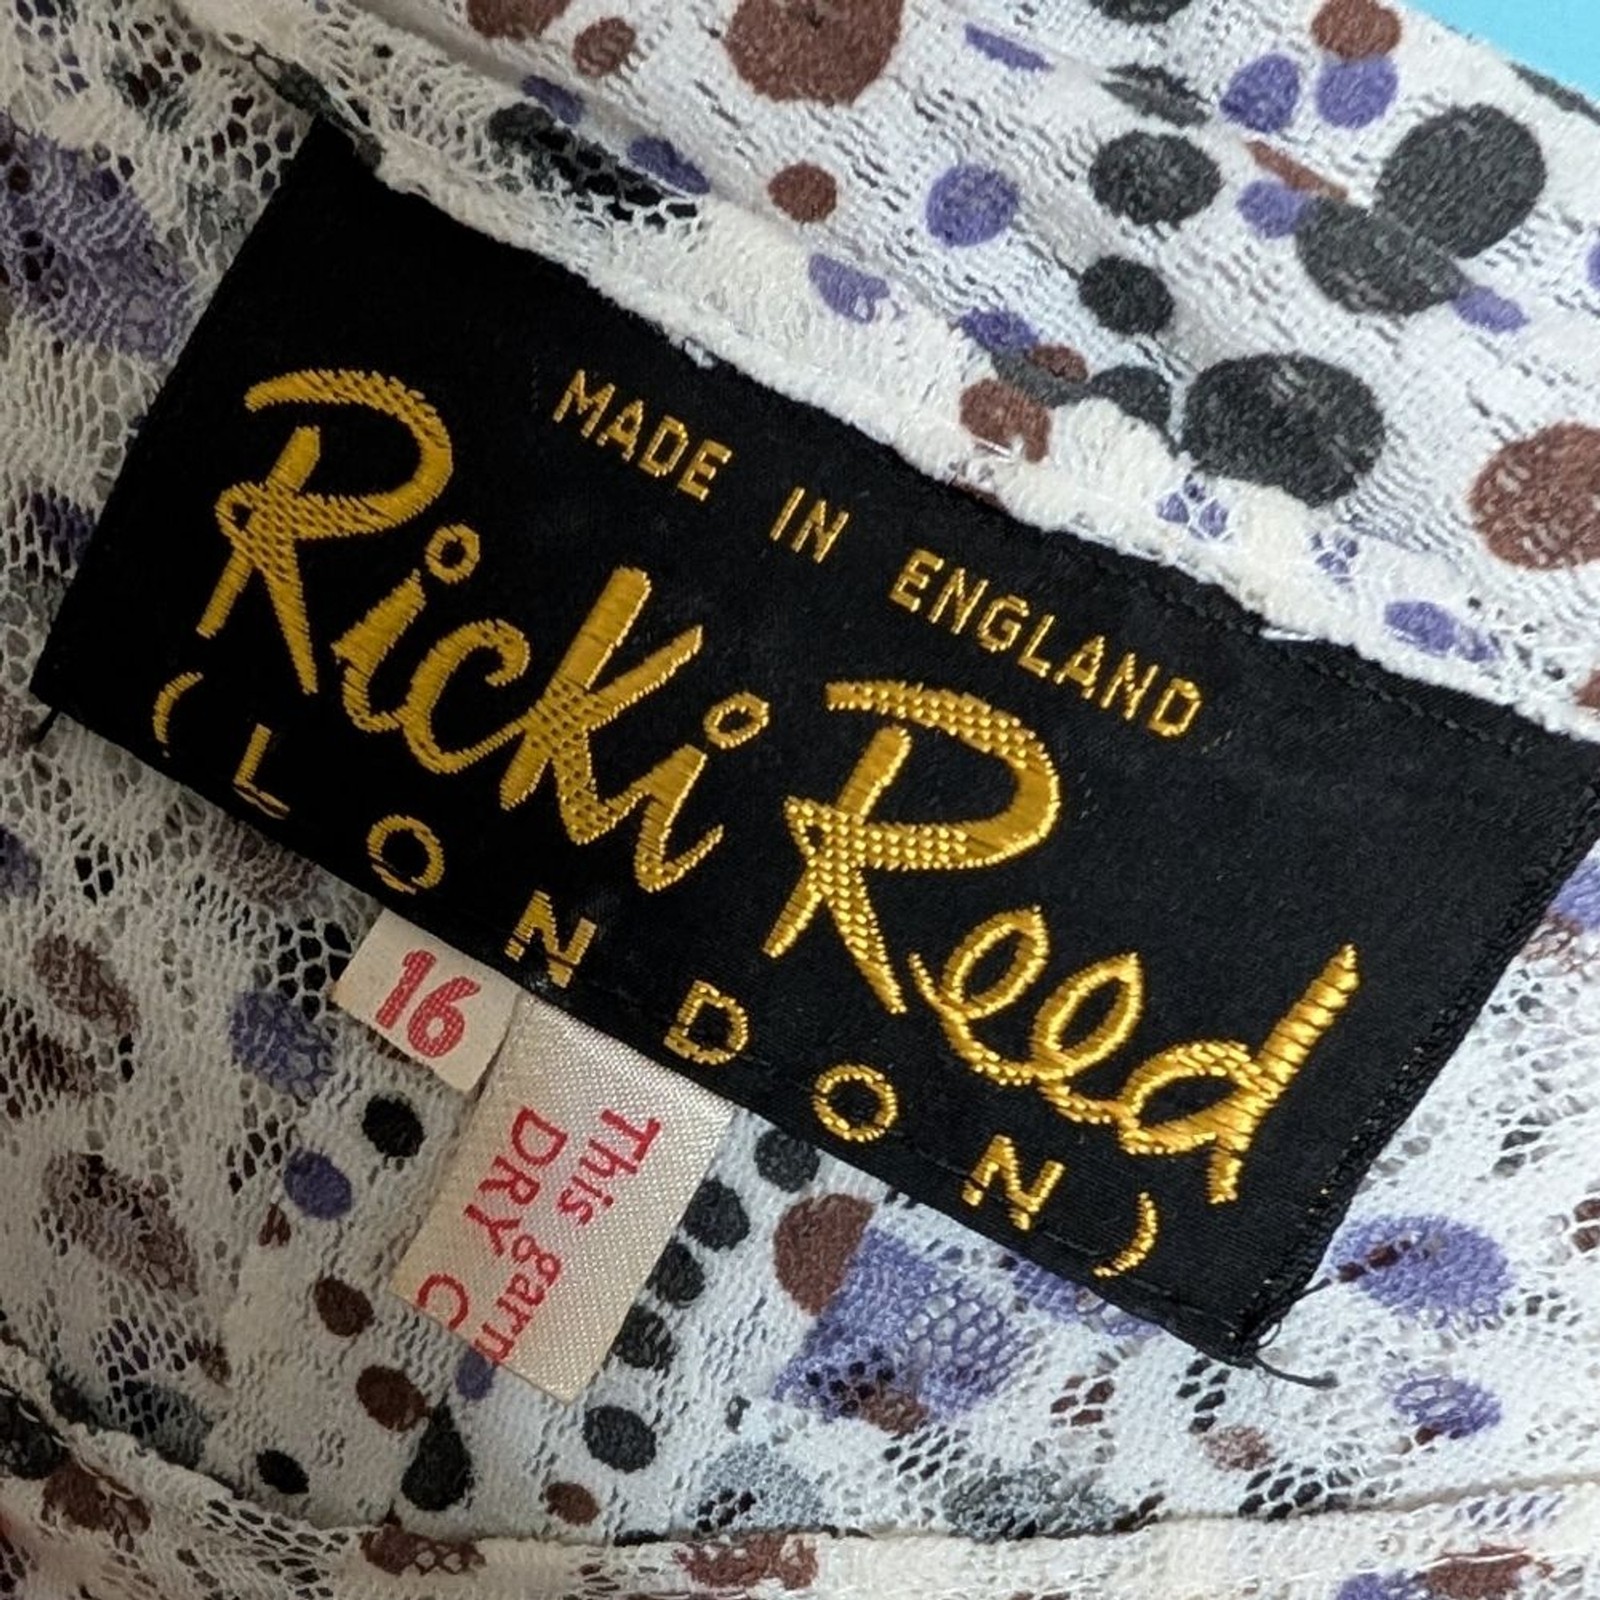 MADE IN ENGLAND
Ricki Reed
(LONDON)
16
This garm
DRY C